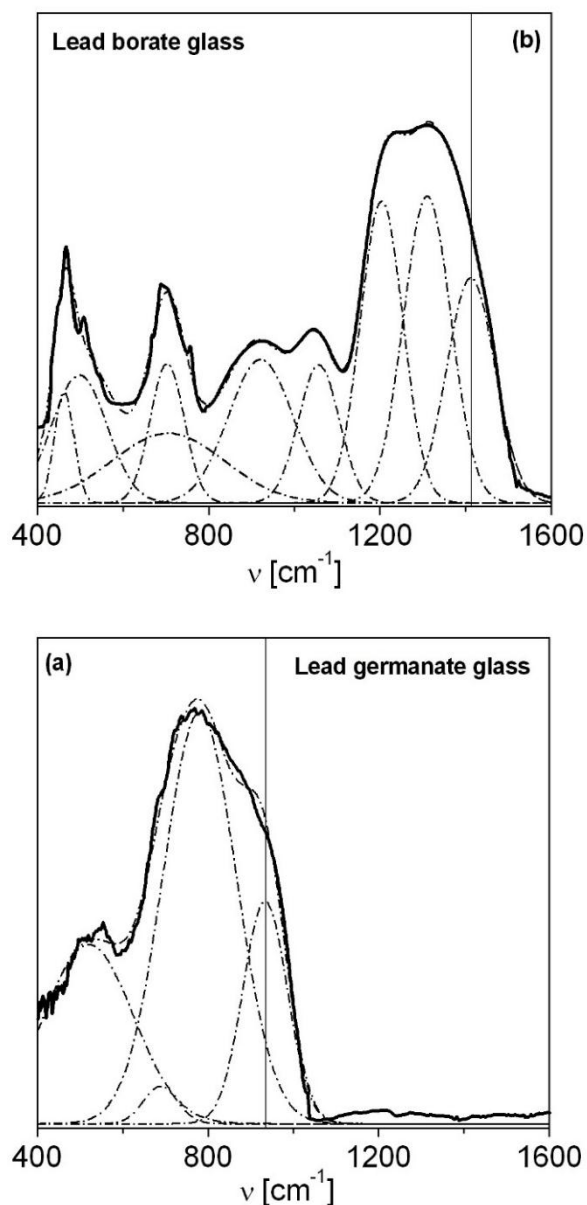 Lead borate glass (b)
400 800 1200 1600
ν [cm⁻¹]
(a) Lead germanate glass
400 800 1200 1600
ν [cm⁻¹]